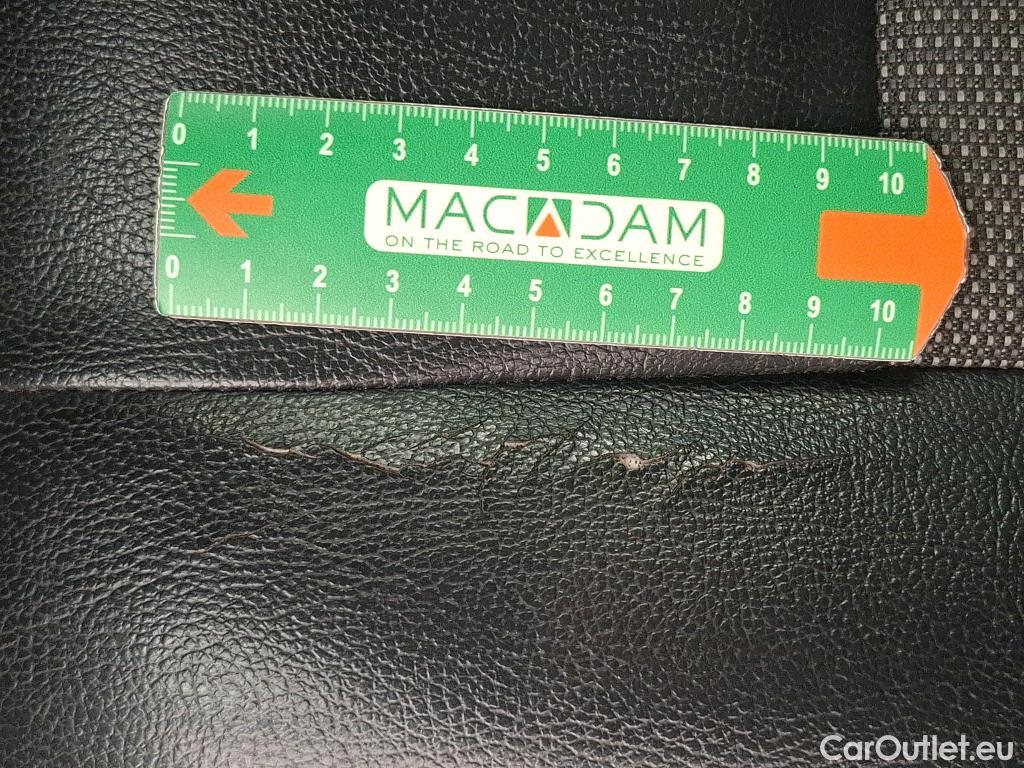 0 1 2 3 4 5 6 7 8 9 10
MACADAM
ON THE ROAD TO EXCELLENCE
0 1 2 3 4 5 6 7 8 9 10
CarOutlet.eu